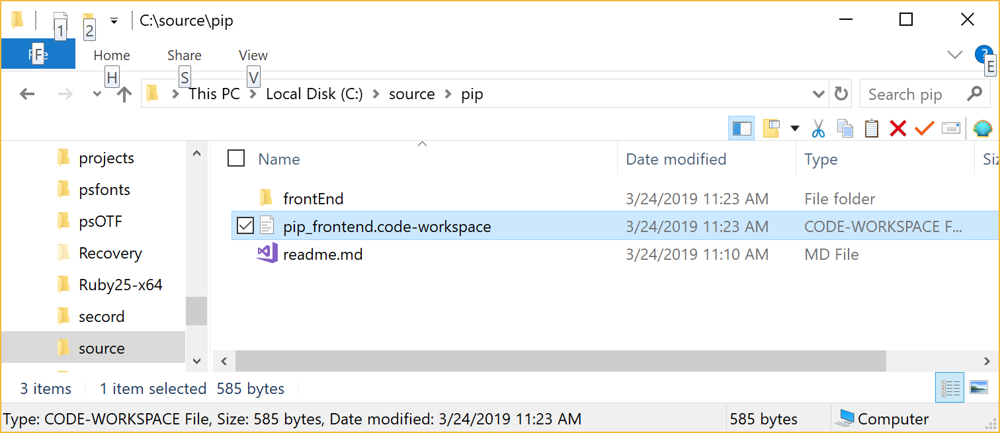 C:\source\pip
1 2
F
Home Share View
H S V E
This PC Local Disk (C:) source pip
Search pip
projects
psfonts
psOTF
Recovery
Ruby25-x64
secord
source
Name Date modified Type
frontEnd 3/24/2019 11:23 AM File folder
pip_frontend.code-workspace 3/24/2019 11:23 AM CODE-WORKSPACE F...
readme.md 3/24/2019 11:10 AM MD File
3 items 1 item selected 585 bytes
Type: CODE-WORKSPACE File, Size: 585 bytes, Date modified: 3/24/2019 11:23 AM 585 bytes Computer